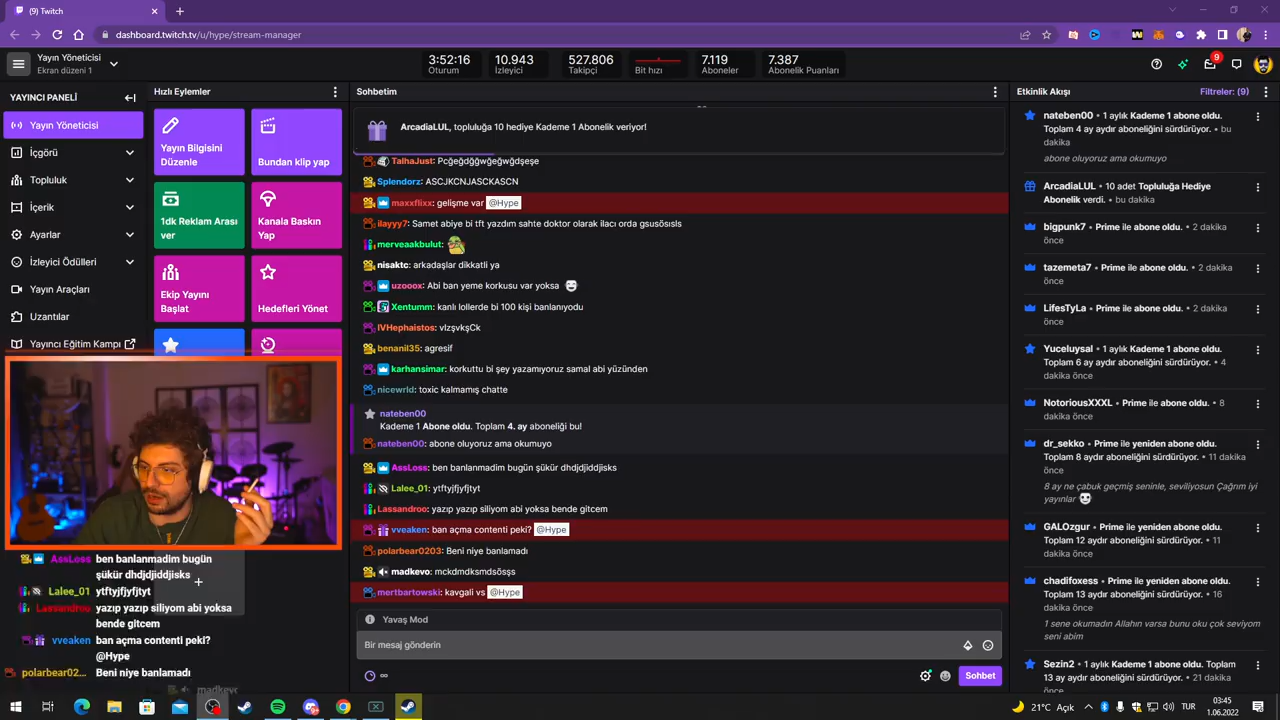 (9) Twitch
dashboard.twitch.tv/u/hype/stream-manager
Yayın Yöneticisi
Ekran düzeni 1
3:52:16
Oturum
10.943
İzleyici
527.806
Takipçi
Bit hızı
7.119
Aboneler
7.387
Abonelik Puanları
9
YAYINCI PANELİ
Yayın Yöneticisi
İçgörü
Topluluk
İçerik
Ayarlar
İzleyici Ödülleri
Yayın Araçları
Uzantılar
Yayıncı Eğitim Kampı
Hızlı Eylemler
Yayın Bilgisini
Düzenle
Bundan klip yap
1dk Reklam Arası
ver
Kanala Baskın
Yap
Ekip Yayını
Başlat
Hedefleri Yönet
AssLoss ben banlanmadim bugün
şükür dhdjdjiddjisks
Lalee_01 ytftyjfjyfjtyt
Lassandroo yazıp yazıp siliyom abi yoksa
bende gitcem
vveaken ban açma contenti peki?
@Hype
polarbear02... Beni niye banlamadı
madkevo
Sohbetim
ArcadiaLUL, topluluğa 10 hediye Kademe 1 Abonelik veriyor!
TalhaJust: Pcğeğdğğwğeğwğdşeşe
Splendorz: ASCJKCNJASCKASCN
maxxflixx: gelişme var @Hype
ilayyy7: Samet abiye bi tft yazdım sahte doktor olarak ilacı orda gsusösısls
merveaakbulut:
nisaktc: arkadaşlar dikkatli ya
uzooox: Abi ban yeme korkusu var yoksa
Xentumm: kanlı lollerde bi 100 kişi banlanıyodu
IVHephaistos: vlzşvkşCk
benanil35: agresif
karhansimar: korkuttu bi şey yazamıyoruz samal abi yüzünden
nicewrld: toxic kalmamış chatte
nateben00
Kademe 1 Abone oldu. Toplam 4. ay aboneliği bu!
nateben00: abone oluyoruz ama okumuyo
AssLoss: ben banlanmadim bugün şükür dhdjdjiddjisks
Lalee_01: ytftyjfjyfjtyt
Lassandroo: yazıp yazıp siliyom abi yoksa bende gitcem
vveaken: ban açma contenti peki? @Hype
polarbear0203: Beni niye banlamadı
madkevo: mckdmdksmdsösşs
mertbartowski: kavgali vs @Hype
Yavaş Mod
Bir mesaj gönderin
∞
Sohbet
Etkinlik Akışı
Filtreler: (9)
nateben00 • 1 aylık Kademe 1 abone oldu.
Toplam 4 aydır aboneliğini sürdürüyor. • bu
dakika
abone oluyoruz ama okumuyo
ArcadiaLUL • 10 adet Topluluğa Hediye
Abonelik verdi. • bu dakika
bigpunk7 • Prime ile abone oldu. • 2 dakika
önce
tazemeta7 • Prime ile abone oldu. • 2 dakika
önce
LifesTyLa • Prime ile abone oldu. • 2 dakika
önce
Yuceluysal • 1 aylık Kademe 1 abone oldu.
Toplam 6 aydır aboneliğini sürdürüyor. • 4
dakika önce
NotoriousXXXL • Prime ile abone oldu. • 8
dakika önce
dr_sekko • Prime ile yeniden abone oldu.
Toplam 8 aydır aboneliğini sürdürüyor. • 11 dakika
önce
8 ay ne çabuk geçmiş seninle, seviliyosun Çağrım iyi
yayınlar
GALOzgur • Prime ile yeniden abone oldu.
Toplam 12 aydır aboneliğini sürdürüyor. • 11
dakika önce
chadifoxess • Prime ile yeniden abone oldu.
Toplam 13 aydır aboneliğini sürdürüyor. • 16
dakika önce
1 sene okumadın Allahın varsa bunu oku çok seviyom
seni abim
Sezin2 • 1 aylık Kademe 1 abone oldu. Toplam
13 ay aydır aboneliğini sürdürüyor. • 21 dakika
önce
21°C Açık
TUR
03:45
1.06.2022